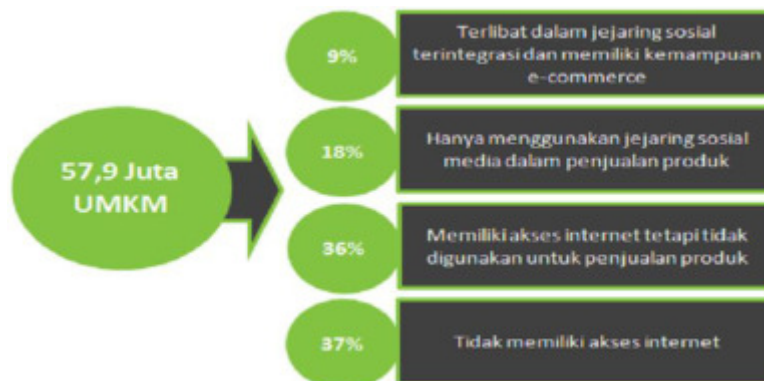 57,9 Juta
UMKM
9%
Terlibat dalam jejaring sosial
terintegrasi dan memiliki kemampuan
e-commerce
18%
Hanya menggunakan jejaring sosial
media dalam penjualan produk
36%
Memiliki akses internet tetapi tidak
digunakan untuk penjualan produk
37%
Tidak memiliki akses internet